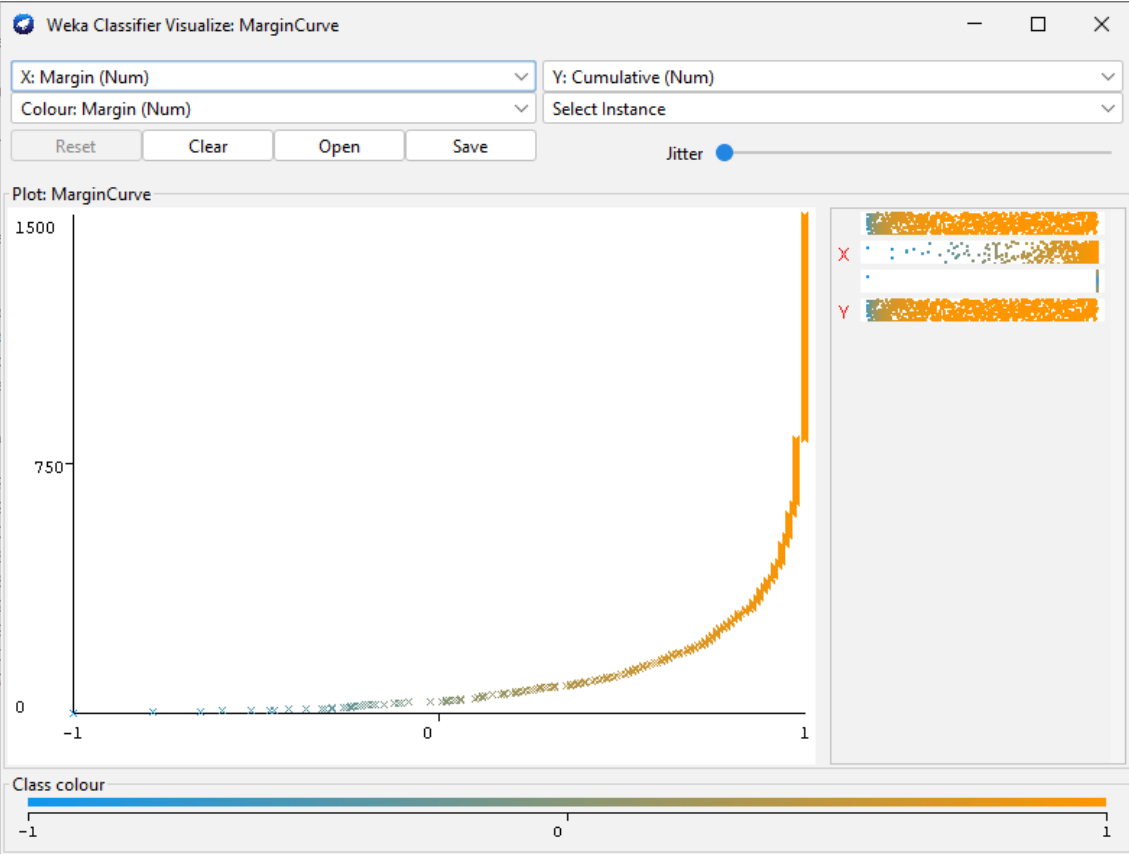 Weka Classifier Visualize: MarginCurve
X: Margin (Num)
Y: Cumulative (Num)
Colour: Margin (Num)
Select Instance
Reset
Clear
Open
Save
Jitter
Plot: MarginCurve
1500
750
0
-1
0
1
X
Y
Class colour
-1
0
1